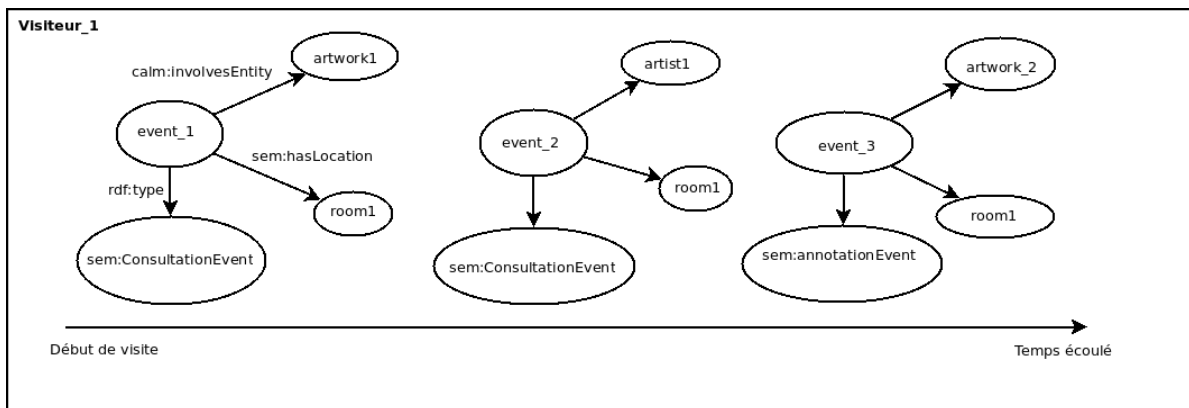 Visiteur_1
artwork1
calm:involvesEntity
event_1
sem:hasLocation
rdf:type
room1
sem:ConsultationEvent
artist1
event_2
room1
sem:ConsultationEvent
artwork_2
event_3
room1
sem:annotationEvent
Début de visite
Temps écoulé